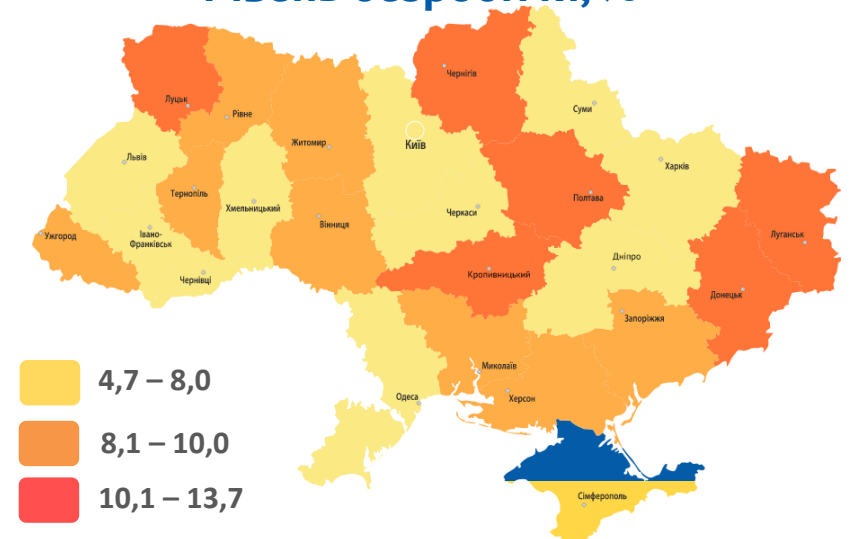 Чернігів
Луцьк
Суми
Рівне
Житомир
Київ
Львів
Харків
Тернопіль
Полтава
Хмельницький
Черкаси
Вінниця
Ужгород
Івано-
Франківськ
Луганськ
Дніпро
Кропивницький
Чернівці
Донецьк
Запоріжжя
Миколаїв
4,7 – 8,0
Одеса
Херсон
8,1 – 10,0
10,1 – 13,7
Сімферополь